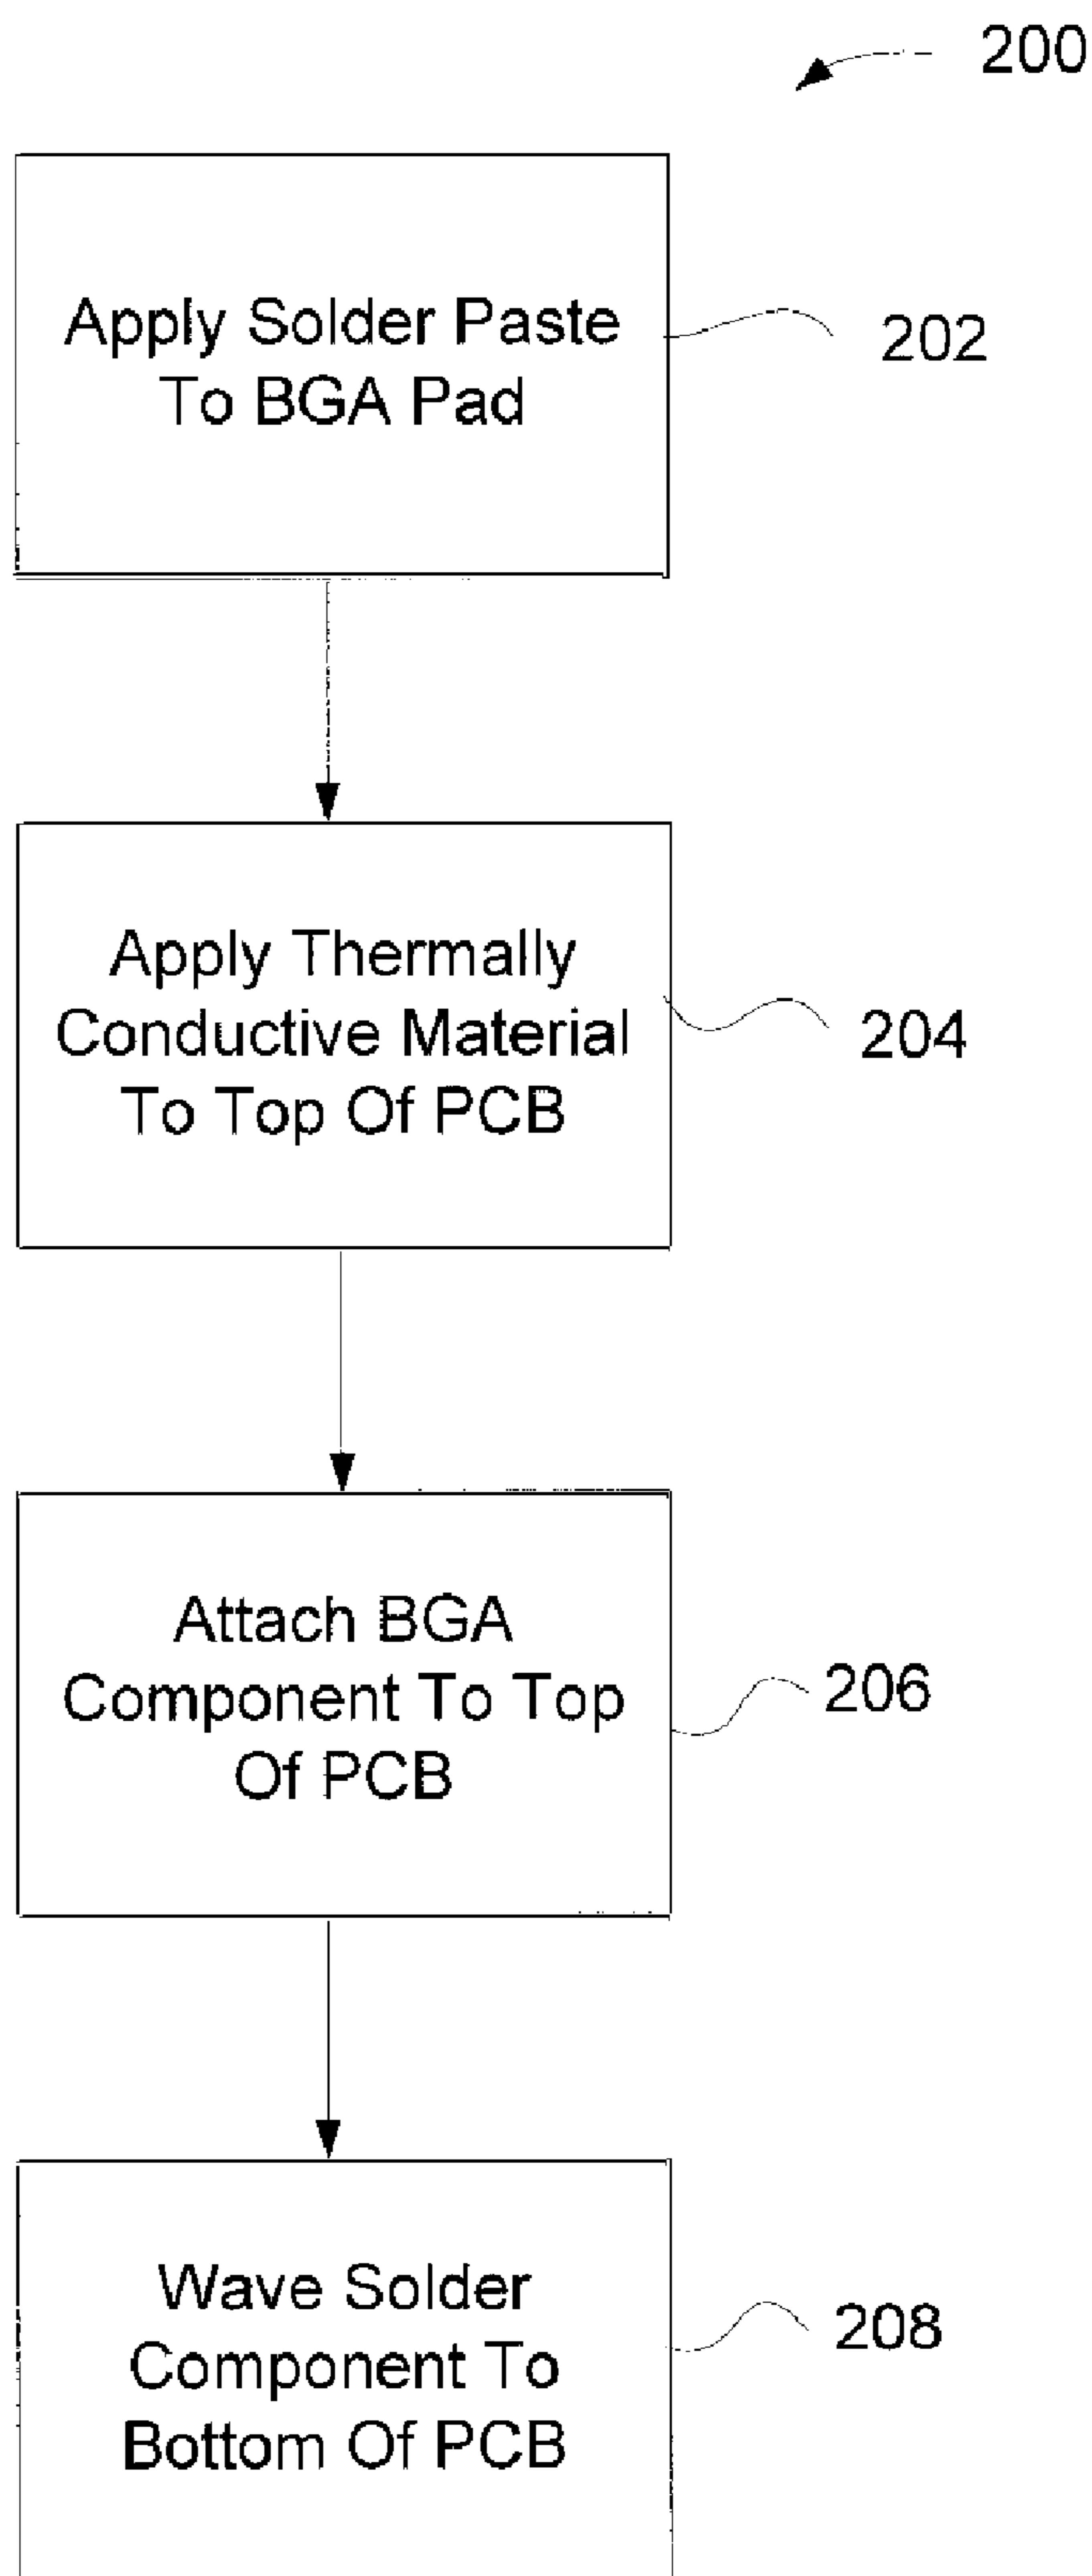 200
Apply Solder Paste
To BGA Pad
202
Apply Thermally
Conductive Material
To Top Of PCB
204
Attach BGA
Component To Top
Of PCB
206
Wave Solder
Component To
Bottom Of PCB
208